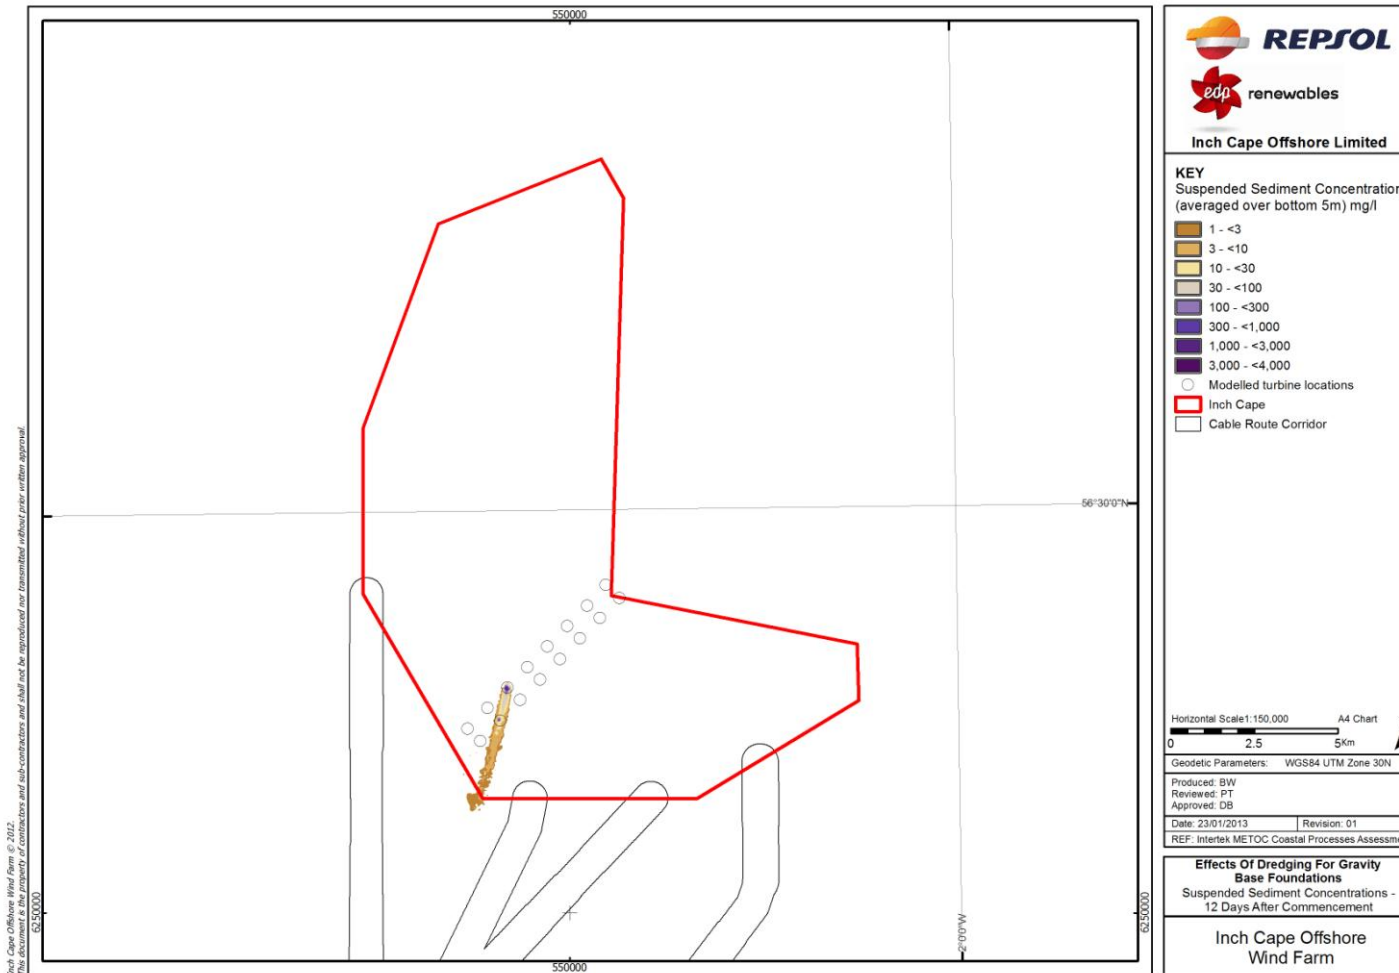 550000
56°30'0"N
2°0'0"W
6250000
6250000
550000
Inch Cape Offshore Wind Farm © 2012.
This document is the property of contractors and sub-contractors and shall not be reproduced nor transmitted without prior written approval.
REPSOL
edp renewables
Inch Cape Offshore Limited
KEY
Suspended Sediment Concentration
(averaged over bottom 5m) mg/l
1 - <3
3 - <10
10 - <30
30 - <100
100 - <300
300 - <1,000
1,000 - <3,000
3,000 - <4,000
Modelled turbine locations
Inch Cape
Cable Route Corridor
Horizontal Scale1:150,000 A4 Chart
0 2.5 5Km
Geodetic Parameters: WGS84 UTM Zone 30N
Produced: BW
Reviewed: PT
Approved: DB
Date: 23/01/2013 Revision: 01
REF: Intertek METOC Coastal Processes Assessm
Effects Of Dredging For Gravity
Base Foundations
Suspended Sediment Concentrations -
12 Days After Commencement
Inch Cape Offshore
Wind Farm